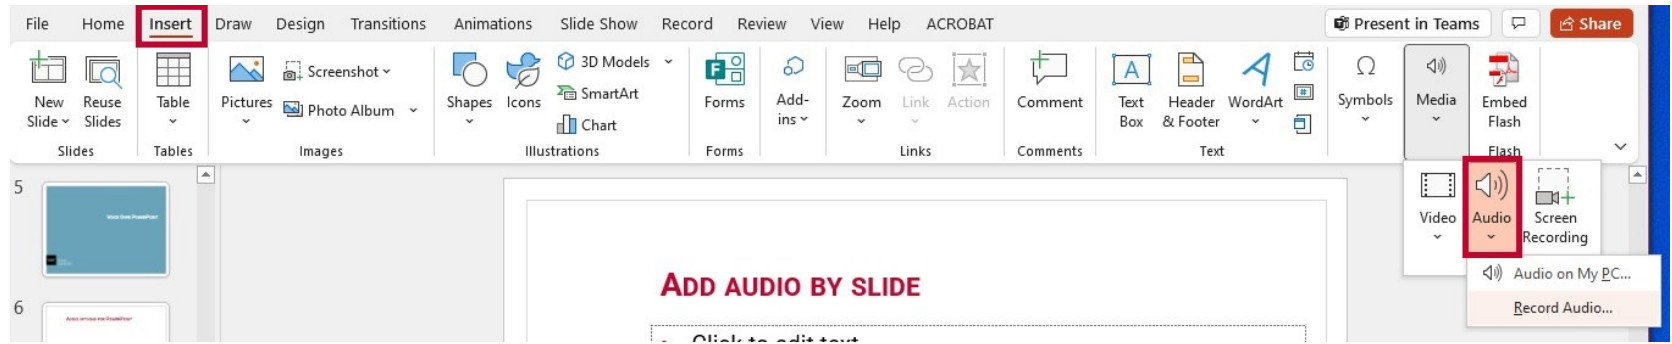 File Home Insert Draw Design Transitions Animations Slide Show Record Review View Help ACROBAT Present in Teams Share
New Slide
Reuse Slides
Slides
Table
Tables
Pictures
Screenshot
Photo Album
Images
Shapes
Icons
3D Models
SmartArt
Chart
Illustrations
Forms
Forms
Add-
ins
Zoom
Link
Action
Links
Comment
Comments
Text
Box
Header
& Footer
WordArt
Text
Symbols
Media
Embed
Flash
Flash
Video
Audio
Screen
Recording
Audio on My PC...
Record Audio...
5
6
ADD AUDIO BY SLIDE
Click to edit text